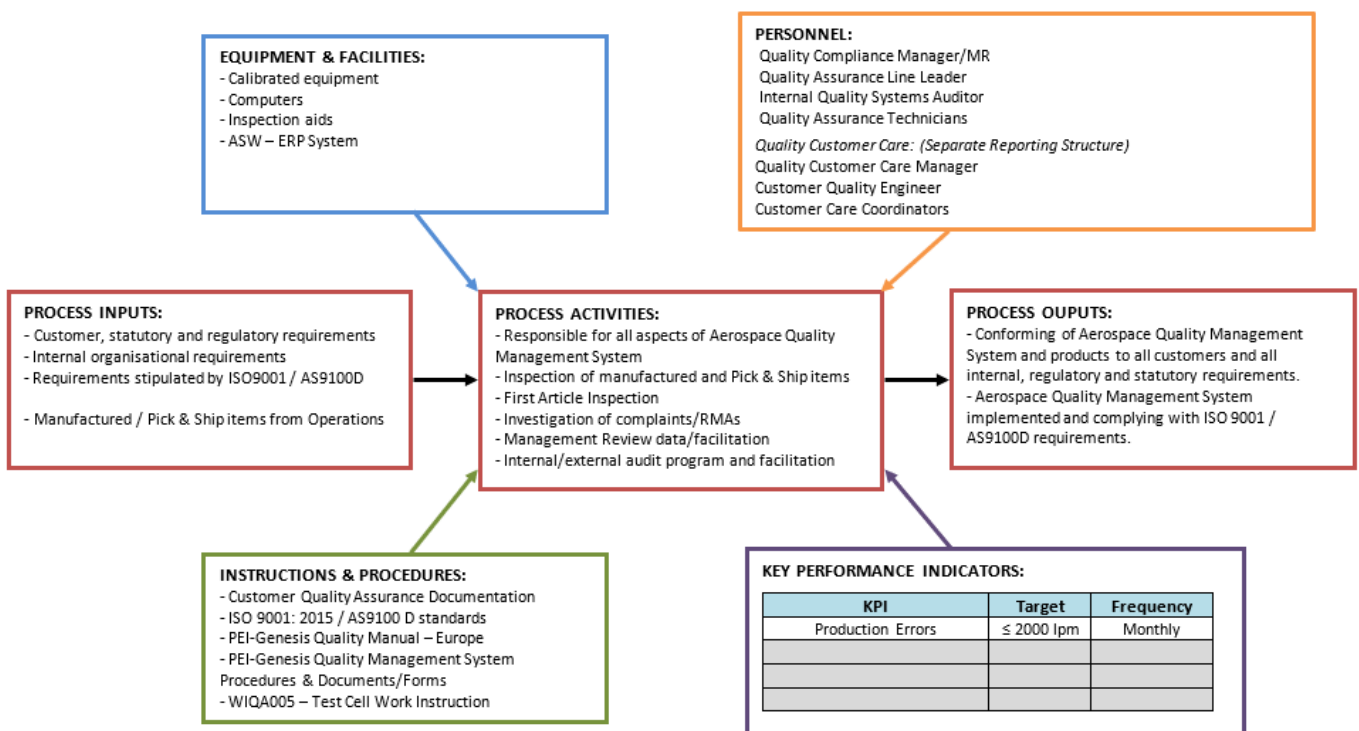 EQUIPMENT & FACILITIES:
- Calibrated equipment
- Computers
- Inspection aids
- ASW – ERP System
PERSONNEL:
Quality Compliance Manager/MR
Quality Assurance Line Leader
Internal Quality Systems Auditor
Quality Assurance Technicians
Quality Customer Care: (Separate Reporting Structure)
Quality Customer Care Manager
Customer Quality Engineer
Customer Care Coordinators
PROCESS INPUTS:
- Customer, statutory and regulatory requirements
- Internal organisational requirements
- Requirements stipulated by ISO9001 / AS9100D
- Manufactured / Pick & Ship items from Operations
PROCESS ACTIVITIES:
- Responsible for all aspects of Aerospace Quality
Management System
- Inspection of manufactured and Pick & Ship items
- First Article Inspection
- Investigation of complaints/RMAs
- Management Review data/facilitation
- Internal/external audit program and facilitation
PROCESS OUPUTS:
- Conforming of Aerospace Quality Management
System and products to all customers and all
internal, regulatory and statutory requirements.
- Aerospace Quality Management System
implemented and complying with ISO 9001 /
AS9100D requirements.
INSTRUCTIONS & PROCEDURES:
- Customer Quality Assurance Documentation
- ISO 9001: 2015 / AS9100 D standards
- PEI-Genesis Quality Manual – Europe
- PEI-Genesis Quality Management System
Procedures & Documents/Forms
- WIQA005 – Test Cell Work Instruction
KEY PERFORMANCE INDICATORS:
KPI Target Frequency
Production Errors ≤ 2000 lpm Monthly